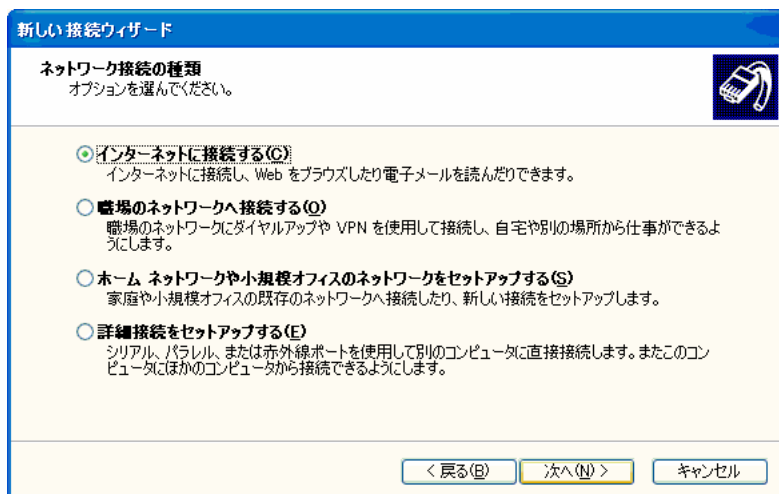 新しい接続ウィザード
ネットワーク接続の種類
オプションを選んでください。
インターネットに接続する(C)
インターネットに接続し、Web をブラウズしたり電子メールを読んだりできます。
職場のネットワークへ接続する(O)
職場のネットワークにダイヤルアップや VPN を使用して接続し、自宅や別の場所から仕事ができるよ
うにします。
ホーム ネットワークや小規模オフィスのネットワークをセットアップする(S)
家庭や小規模オフィスの既存のネットワークへ接続したり、新しい接続をセットアップします。
詳細接続をセットアップする(E)
シリアル、パラレル、または赤外線ポートを使用して別のコンピュータに直接接続します。またこのコン
ピュータにほかのコンピュータから接続できるようにします。
< 戻る(B)
次へ(N) >
キャンセル